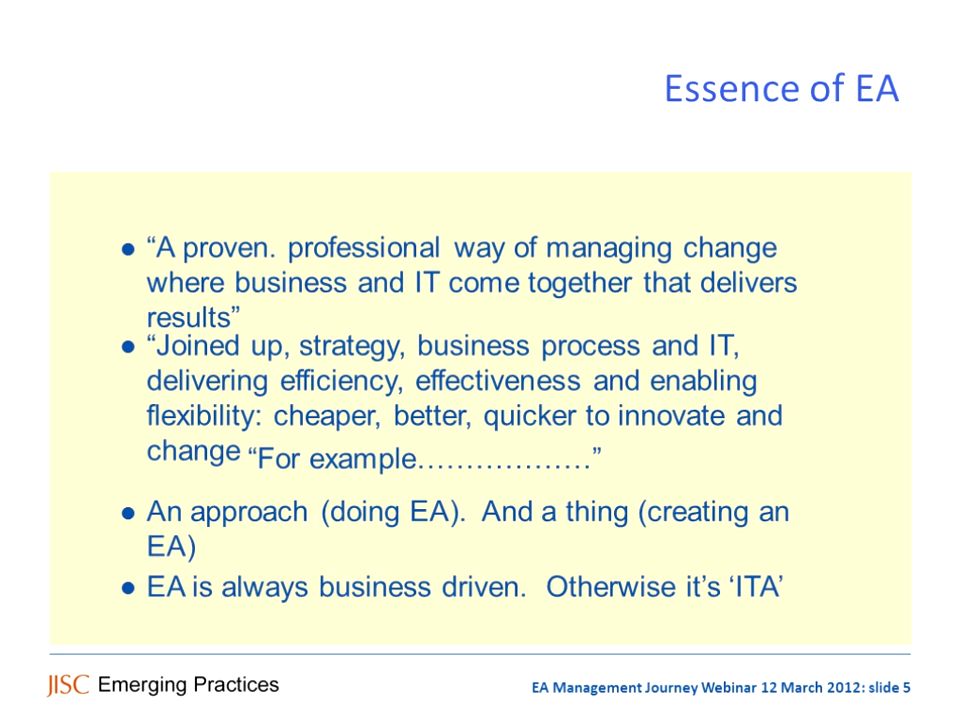 Essence of EA
● “A proven. professional way of managing change
where business and IT come together that delivers
results”
● “Joined up, strategy, business process and IT,
delivering efficiency, effectiveness and enabling
flexibility: cheaper, better, quicker to innovate and
change “For example………………”
● An approach (doing EA).  And a thing (creating an
EA)
● EA is always business driven.  Otherwise it’s ‘ITA’
JISC Emerging Practices
EA Management Journey Webinar 12 March 2012: slide 5